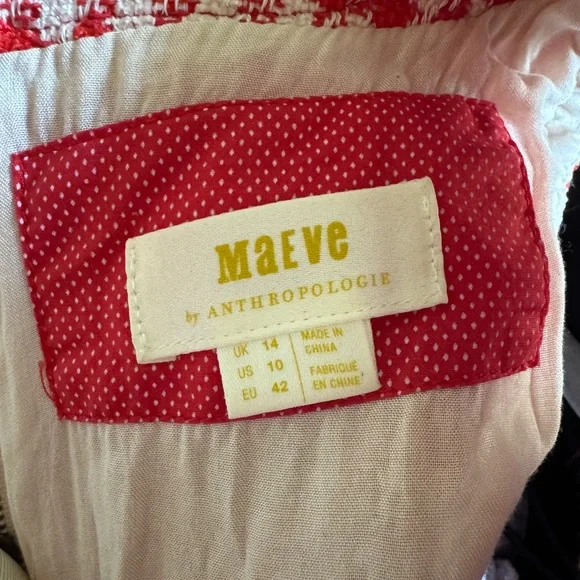 MaEVe
by ANTHROPOLOGIE
UK 14
US 10
EU 42
MADE IN
CHINA
FABRIQUÉ
EN CHINE